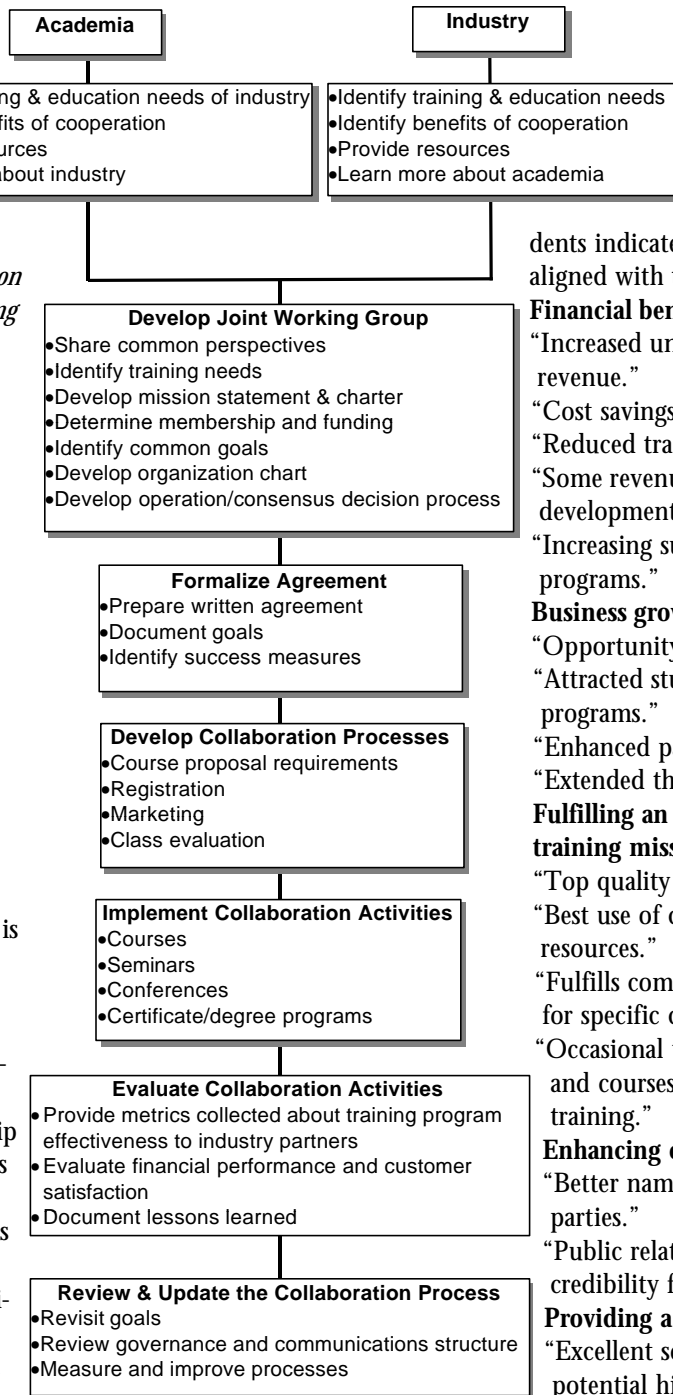 Academia
Industry
ng & education needs of industry
fits of cooperation
urces
about industry
•Identify training & education needs
•Identify benefits of cooperation
•Provide resources
•Learn more about academia
on
ng
Develop Joint Working Group
•Share common perspectives
•Identify training needs
•Develop mission statement & charter
•Determine membership and funding
•Identify common goals
•Develop organization chart
•Develop operation/consensus decision process
Formalize Agreement
•Prepare written agreement
•Document goals
•Identify success measures
Develop Collaboration Processes
•Course proposal requirements
•Registration
•Marketing
•Class evaluation
is
Implement Collaboration Activities
•Courses
•Seminars
•Conferences
•Certificate/degree programs
-
ip
s
s
i-
Evaluate Collaboration Activities
•Provide metrics collected about training program
effectiveness to industry partners
•Evaluate financial performance and customer
satisfaction
•Document lessons learned
Review & Update the Collaboration Process
•Revisit goals
•Review governance and communications structure
•Measure and improve processes
dents indicate
aligned with
Financial ben
“Increased un
revenue.”
“Cost savings
“Reduced tra
“Some revenu
development
“Increasing su
programs.”
Business grov
“Opportunity
“Attracted stu
programs.”
“Enhanced pa
“Extended th
Fulfilling an
training miss
“Top quality
“Best use of
resources.”
“Fulfills com
for specific
“Occasional
and courses
training.”
Enhancing
“Better nam
parties.”
“Public relat
credibility f
Providing a
“Excellent so
potential hi